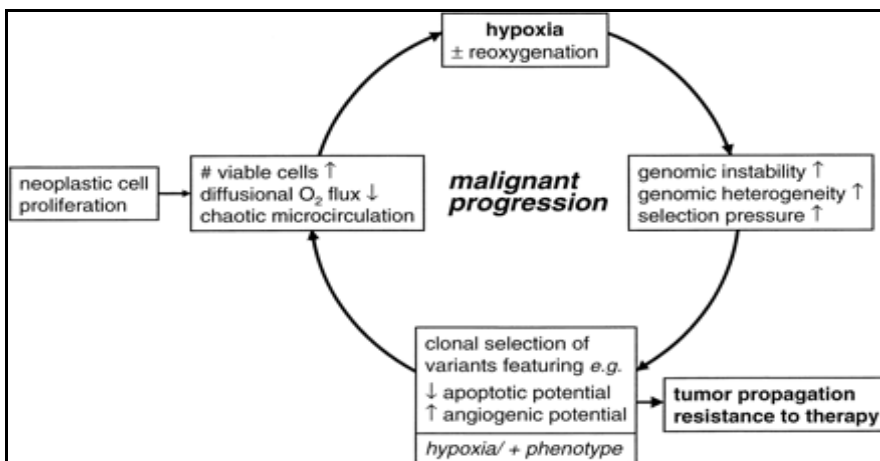 hypoxia
± reoxygenation
neoplastic cell
proliferation
# viable cells ↑
diffusional O₂ flux ↓
chaotic microcirculation
malignant
progression
genomic instability ↑
genomic heterogeneity ↑
selection pressure ↑
clonal selection of
variants featuring e.g.
↓ apoptotic potential
↑ angiogenic potential
hypoxia/ + phenotype
tumor propagation
resistance to therapy